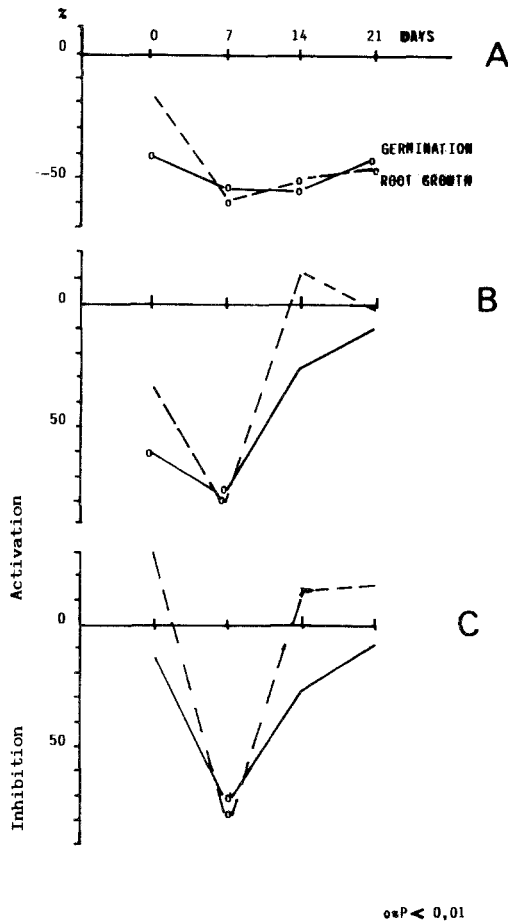 %
0 7 14 21 DAYS
0
A
GERMINATION
-50
ROOT GROWTH
0
B
50
Activation
0
C
50
Inhibition
o=P < 0,01